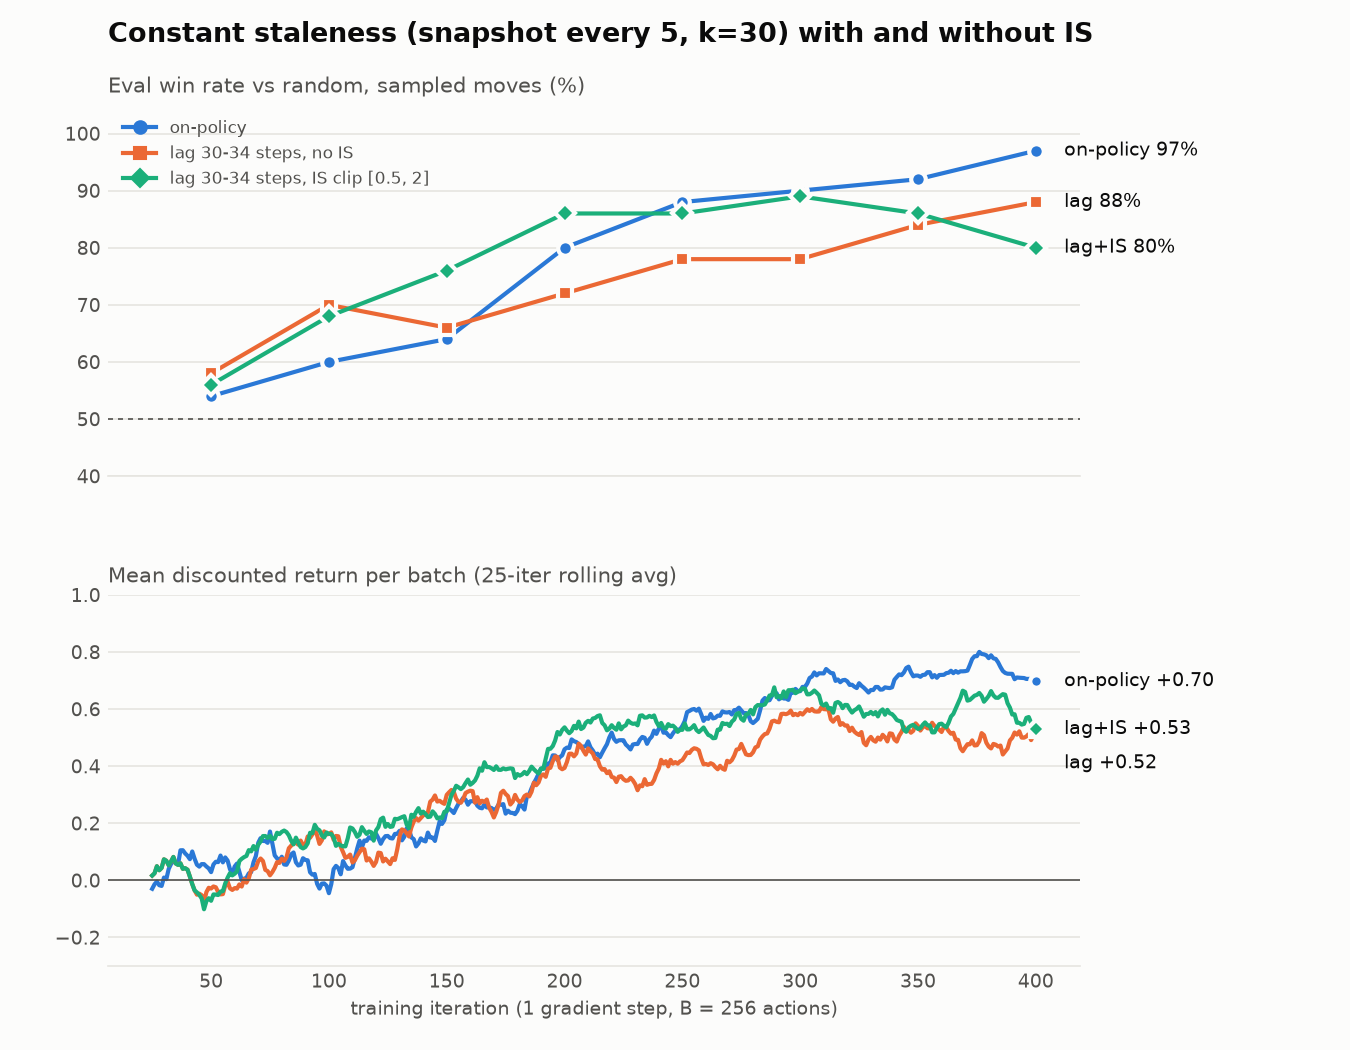 Constant staleness (snapshot every 5, k=30) with and without IS
Eval win rate vs random, sampled moves (%)
on-policy
lag 30-34 steps, no IS
lag 30-34 steps, IS clip [0.5, 2]
100
90
80
70
60
50
40
on-policy 97%
lag 88%
lag+IS 80%
Mean discounted return per batch (25-iter rolling avg)
1.0
0.8
0.6
0.4
0.2
0.0
−0.2
on-policy +0.70
lag+IS +0.53
lag +0.52
50 100 150 200 250 300 350 400
training iteration (1 gradient step, B = 256 actions)